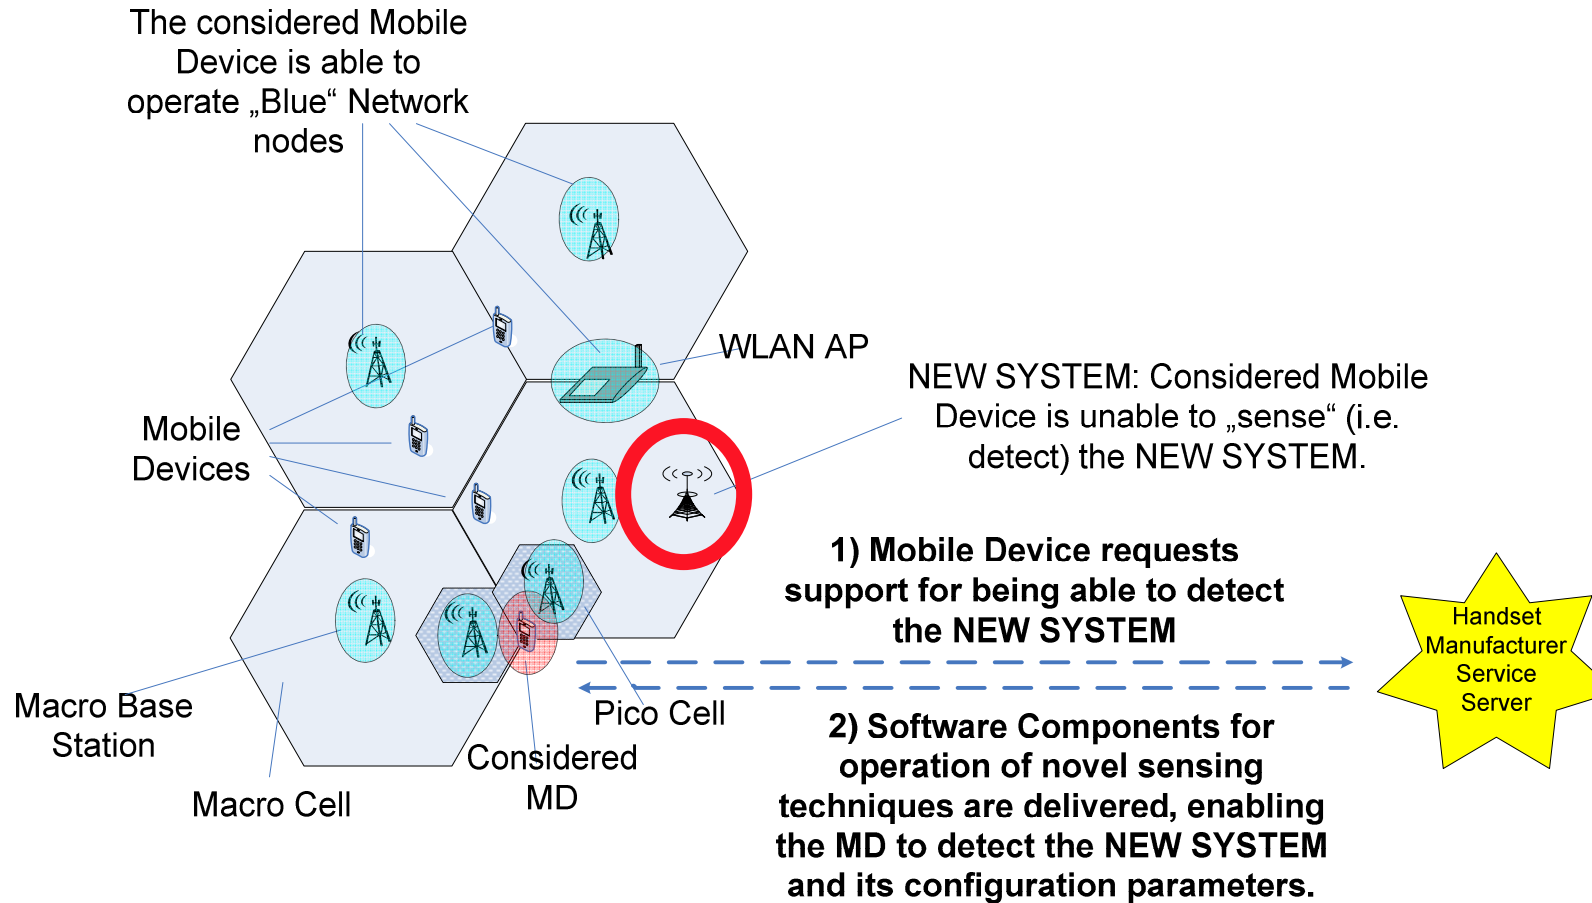 The considered Mobile
Device is able to
operate „Blue“ Network
nodes
WLAN AP
NEW SYSTEM: Considered Mobile
Device is unable to „sense“ (i.e.
detect) the NEW SYSTEM.
Mobile
Devices
1) Mobile Device requests
support for being able to detect
the NEW SYSTEM
Handset
Manufacturer
Service
Server
Macro Base
Station
Pico Cell
Considered
MD
Macro Cell
2) Software Components for
operation of novel sensing
techniques are delivered, enabling
the MD to detect the NEW SYSTEM
and its configuration parameters.